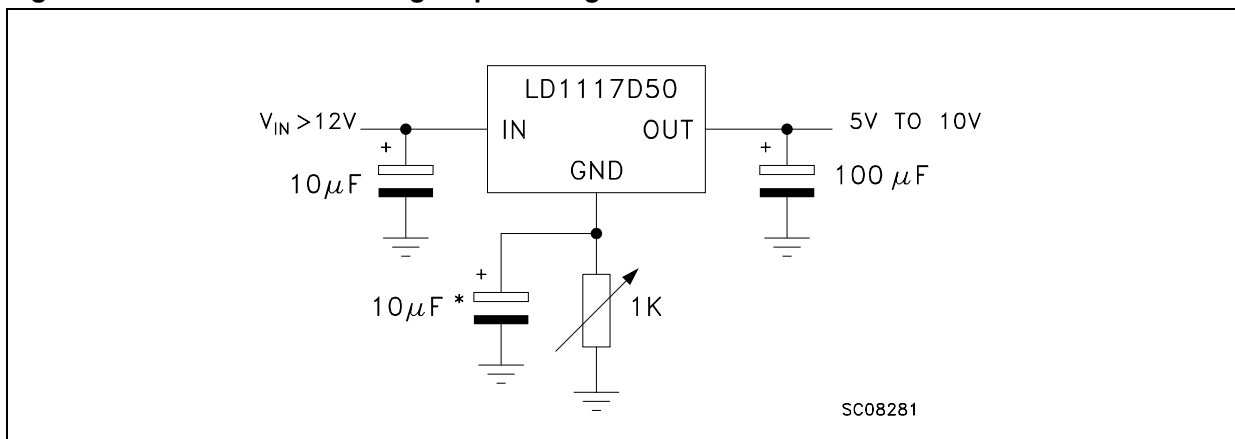 LD1117D50
V_IN >12V
IN
OUT
5V TO 10V
GND
+
10μF
+
100 μF
+
10μF *
1K
SC08281